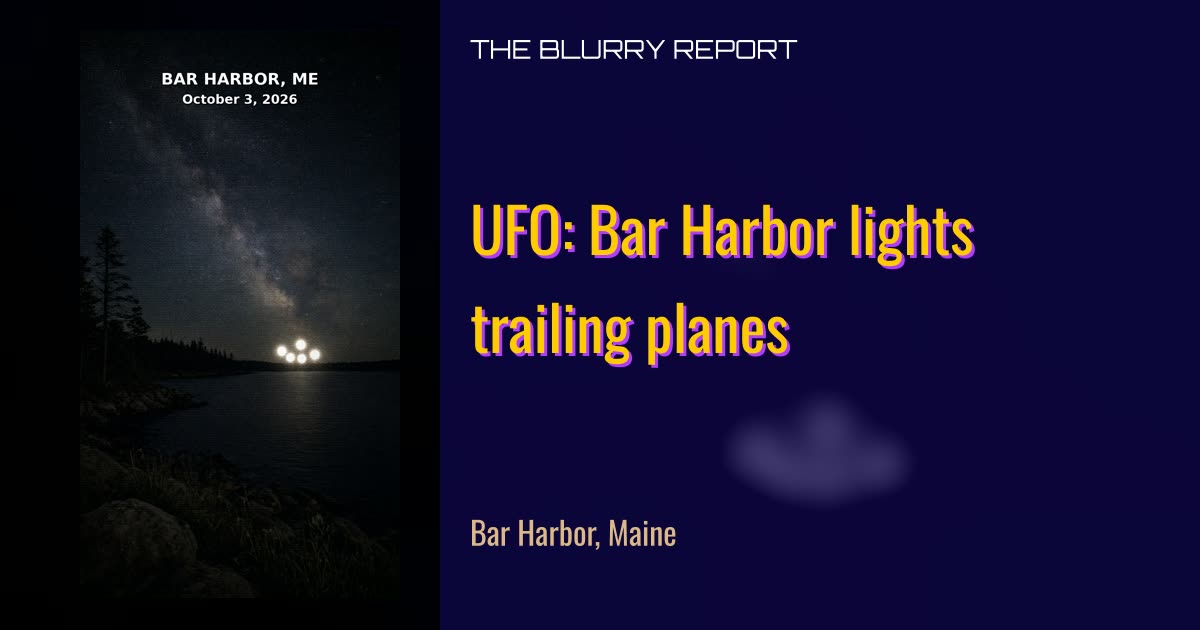 BAR HARBOR, ME
October 3, 2026
THE BLURRY REPORT
UFO: Bar Harbor lights
trailing planes
Bar Harbor, Maine